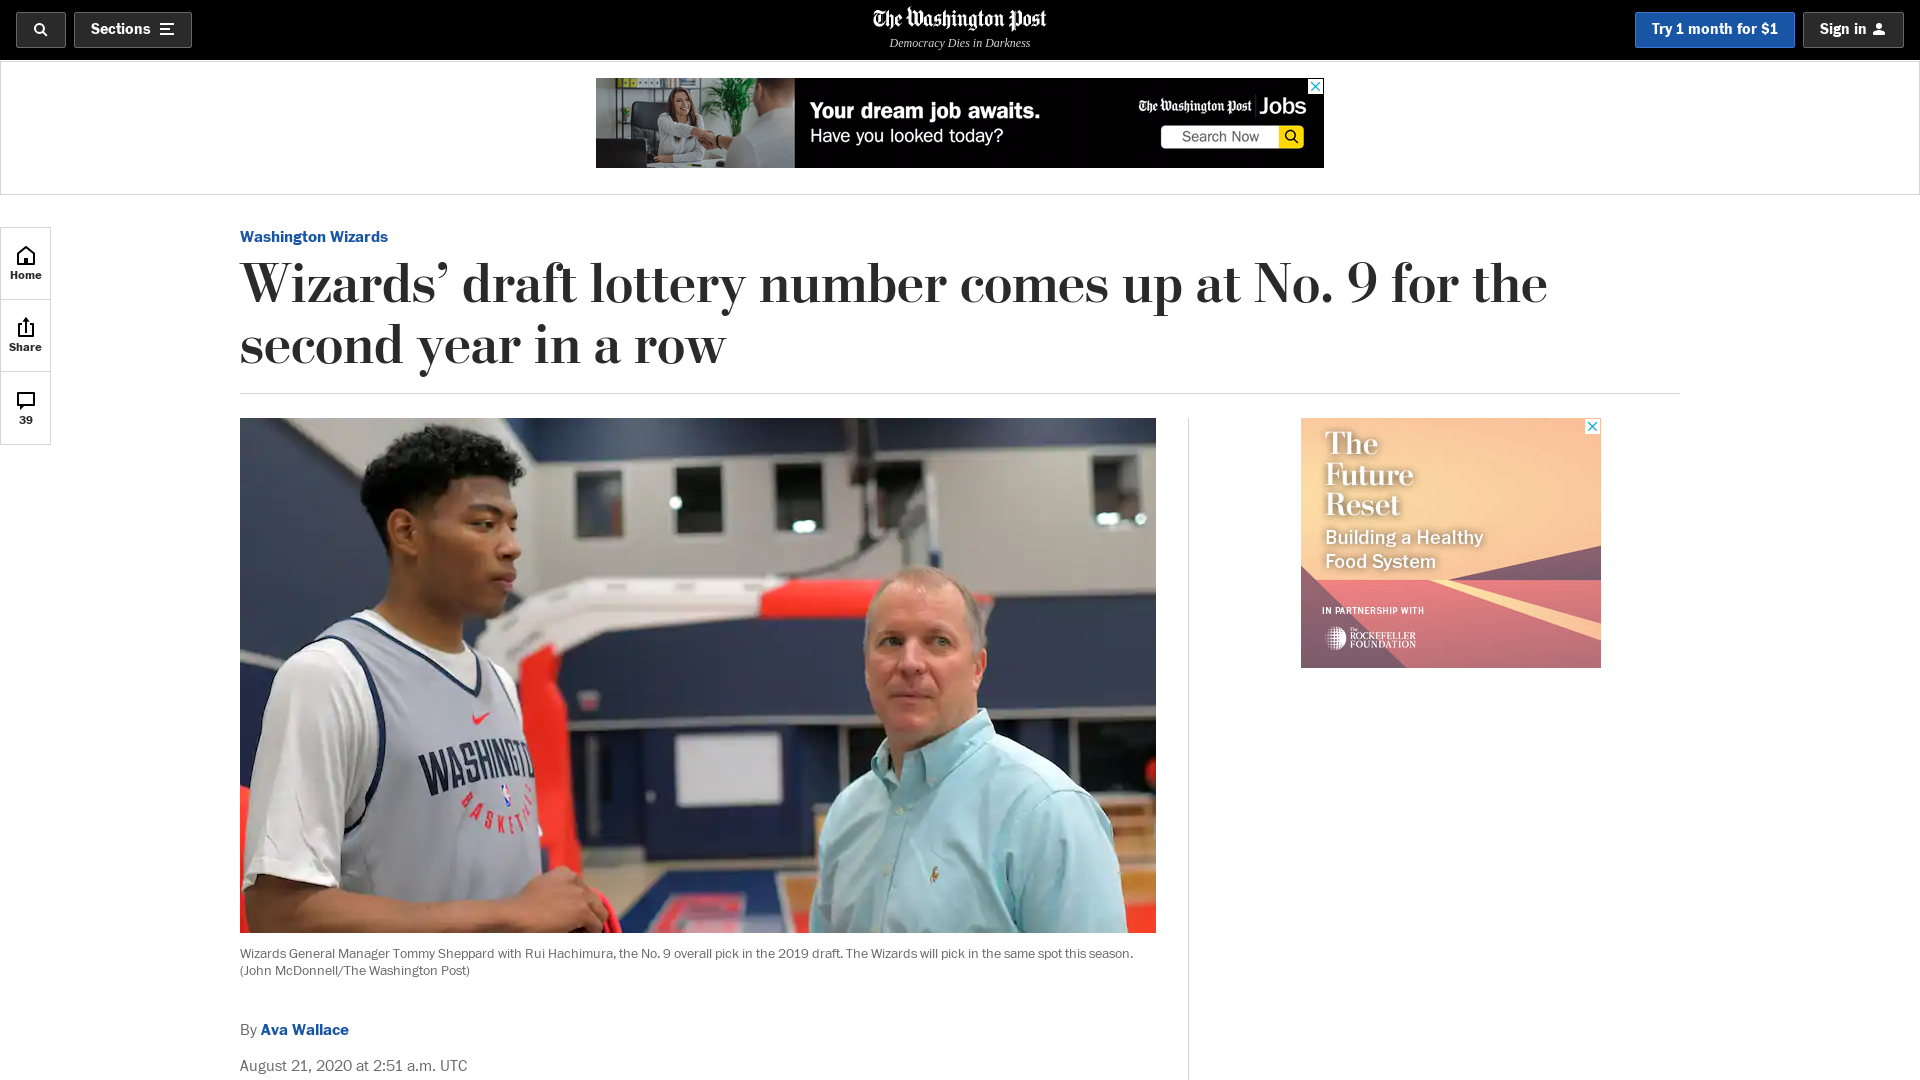 Sections
The Washington Post
Democracy Dies in Darkness
Try 1 month for $1
Sign in
Your dream job awaits.
Have you looked today?
The Washington Post Jobs
Search Now
Home
Share
39
Washington Wizards
Wizards’ draft lottery number comes up at No. 9 for the
second year in a row
WASHINGTO
BASKET
The
Future
Reset
Building a Healthy
Food System
IN PARTNERSHIP WITH
The
ROCKEFELLER
FOUNDATION
Wizards General Manager Tommy Sheppard with Rui Hachimura, the No. 9 overall pick in the 2019 draft. The Wizards will pick in the same spot this season.
(John McDonnell/The Washington Post)
By Ava Wallace
August 21, 2020 at 2:51 a.m. UTC